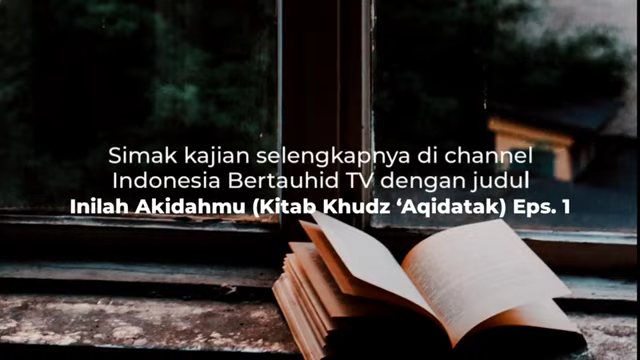 Simak kajian selengkapnya di channel
Indonesia Bertauhid TV dengan judul
Inilah Akidahmu (Kitab Khudz ‘Aqidatak) Eps. 1